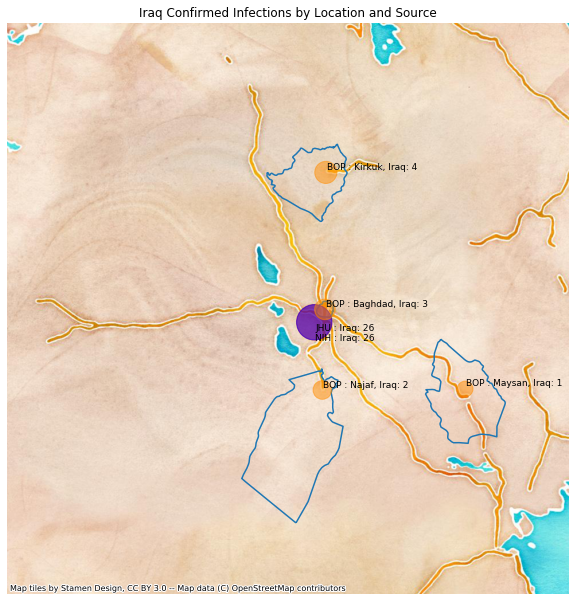 Iraq Confirmed Infections by Location and Source
BOP : Kirkuk, Iraq: 4
BOP : Baghdad, Iraq: 3
JHU : Iraq: 26
NIH : Iraq: 26
BOP : Najaf, Iraq: 2
BOP : Maysan, Iraq: 1
Map tiles by Stamen Design, CC BY 3.0 -- Map data (C) OpenStreetMap contributors